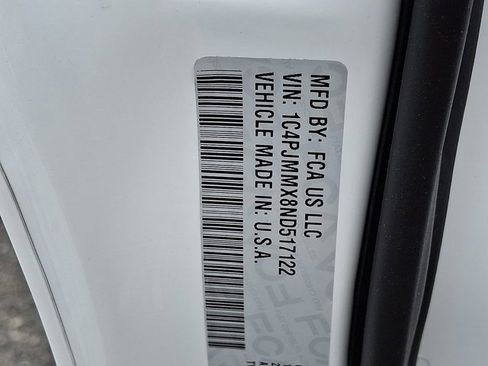 MFD BY: FCA US LLC
VIN: 1C4PJMMX8ND517122
VEHICLE MADE IN: U.S.A.